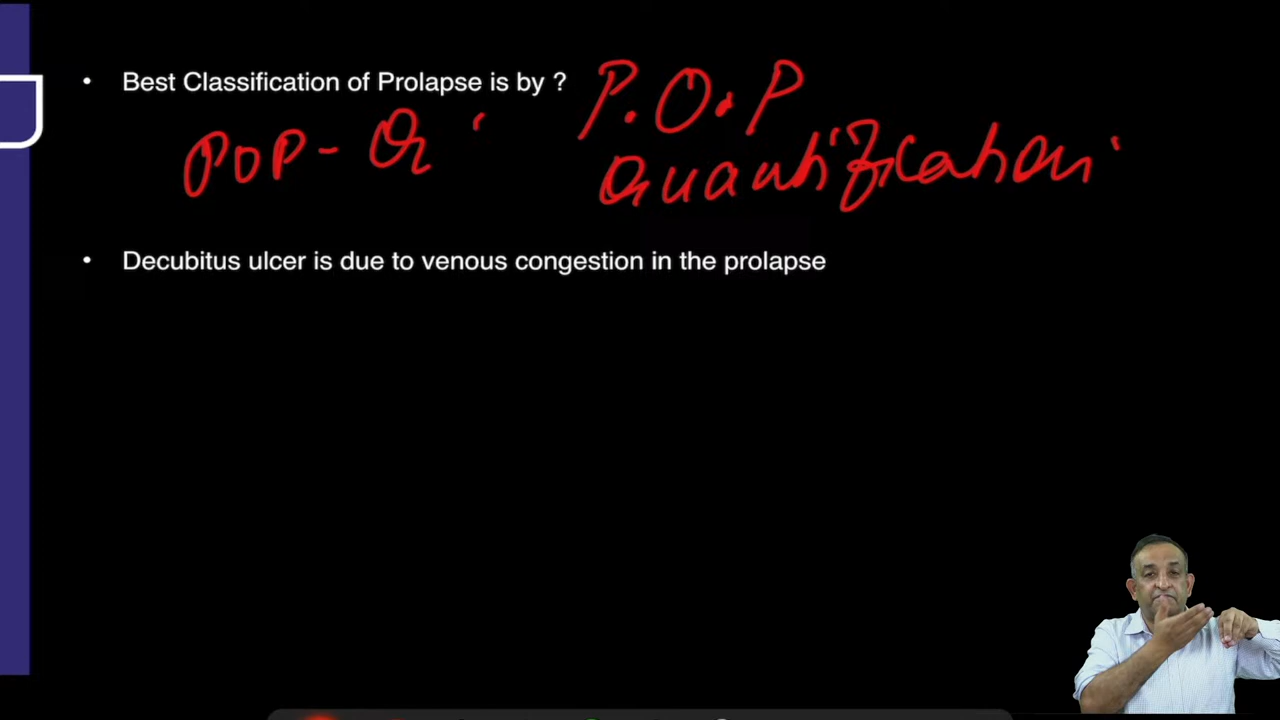 • Best Classification of Prolapse is by ?
P.O.P
POP-Q
Quantification
• Decubitus ulcer is due to venous congestion in the prolapse